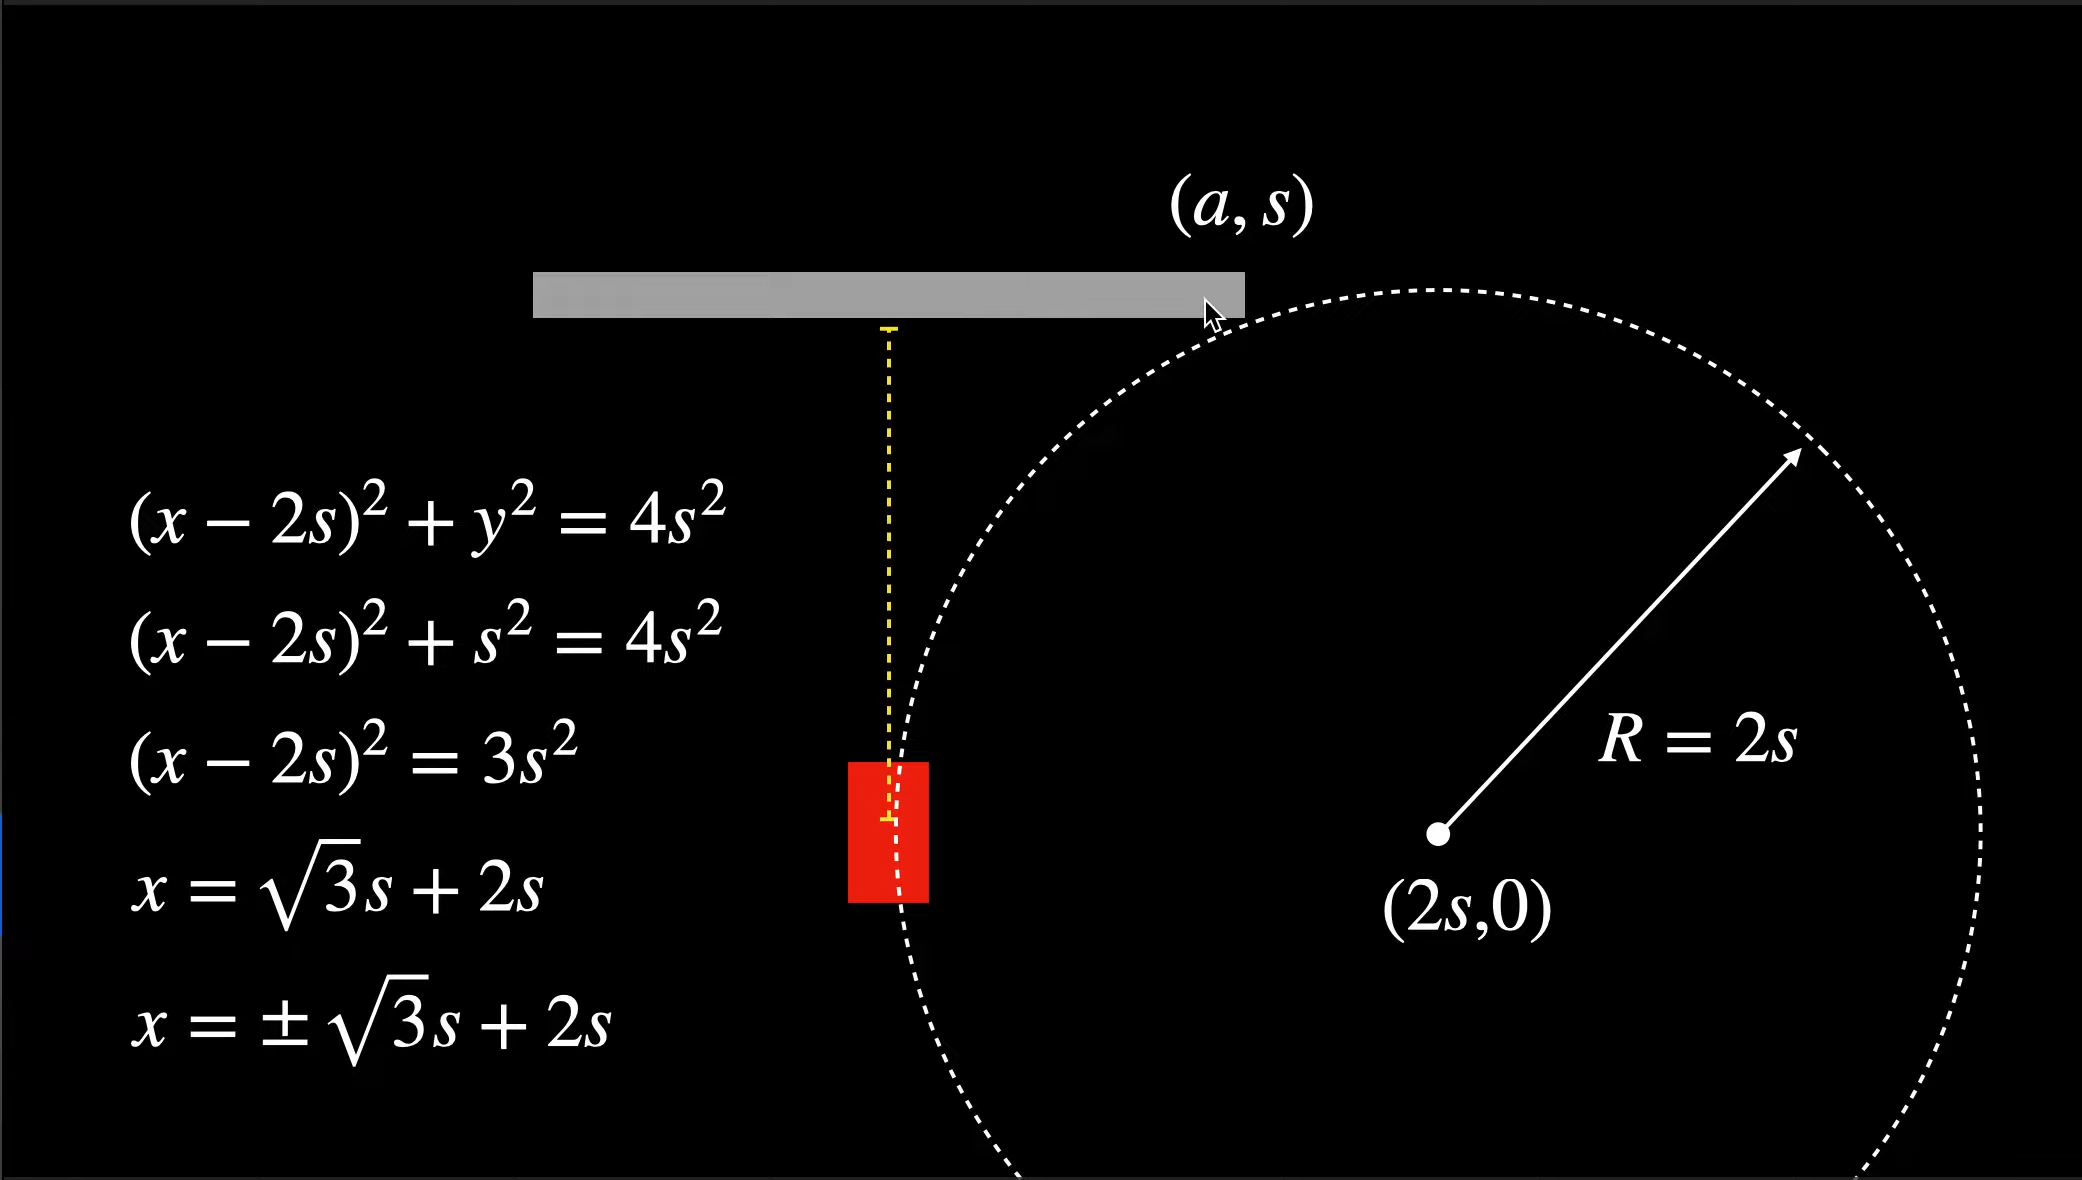 (a, s)
(x − 2s)² + y² = 4s²
(x − 2s)² + s² = 4s²
(x − 2s)² = 3s²
R = 2s
x = √3s + 2s
(2s,0)
x = ± √3s + 2s